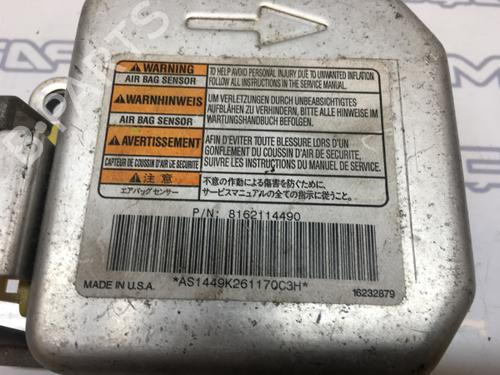 WARNING
AIR BAG SENSOR
TO HELP AVOID PERSONAL INJURY DUE TO UNWANTED INFLATION
FOLLOW ALL INSTRUCTIONS IN THE SERVICE MANUAL.
WARNHINWEIS
AIR BAG SENSOR
UM VERLETZUNGEN DURCH UNBEABSICHTIGTES
AUFBLÄHEN ZU VERHINDERN, BITTE ALLE HINWEISE IM
WARTUNGSHANDBUCH BEFOLGEN.
AVERTISSEMENT
CAPTEUR DE COUSSIN D'AIR DE SECURITE
AFIN D'EVITER TOUTE BLESSURE LORS D'UN
GONFLEMENT DU COUSSIN D'AIR DE SECURITE,
SUIVRE LES INSTRUCTIONS DU MANUEL DE SERVICE.
注意
エアバッグ センサー
不意の作動による傷害を防ぐために、
サービスマニュアルの全ての指示に従うこと。
P/N: 8162114490
*AS1449K261170C3H*
MADE IN U.S.A.
16232879
B-PARTS